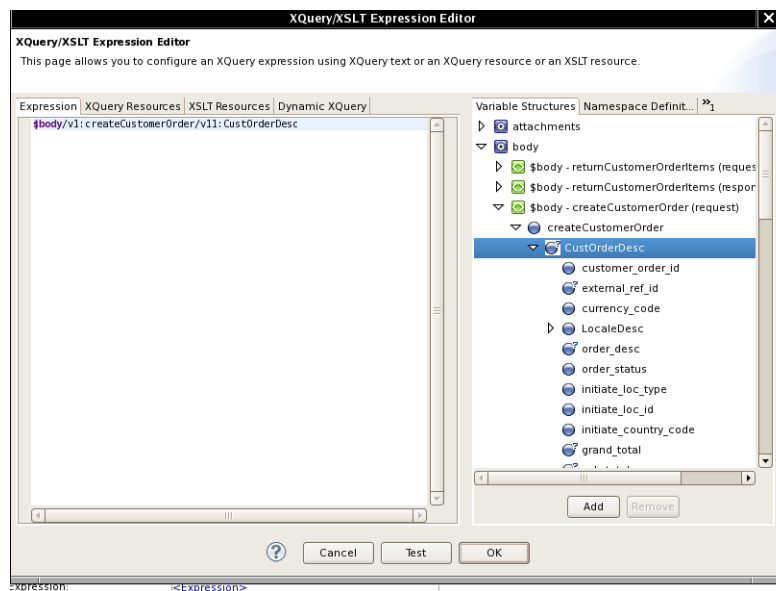 XQuery/XSLT Expression Editor
XQuery/XSLT Expression Editor
This page allows you to configure an XQuery expression using XQuery text or an XQuery resource or an XSLT resource.
Expression XQuery Resources XSLT Resources Dynamic XQuery
$body/v1:createCustomerOrder/v11:CustOrderDesc
Variable Structures Namespace Definit... »1
attachments
body
$body - returnCustomerOrderItems (reques
$body - returnCustomerOrderItems (respor
$body - createCustomerOrder (request)
createCustomerOrder
CustOrderDesc
customer_order_id
external_ref_id
currency_code
LocaleDesc
order_desc
order_status
initiate_loc_type
initiate_loc_id
initiate_country_code
grand_total
Add Remove
? Cancel Test OK
Expression: <Expression>